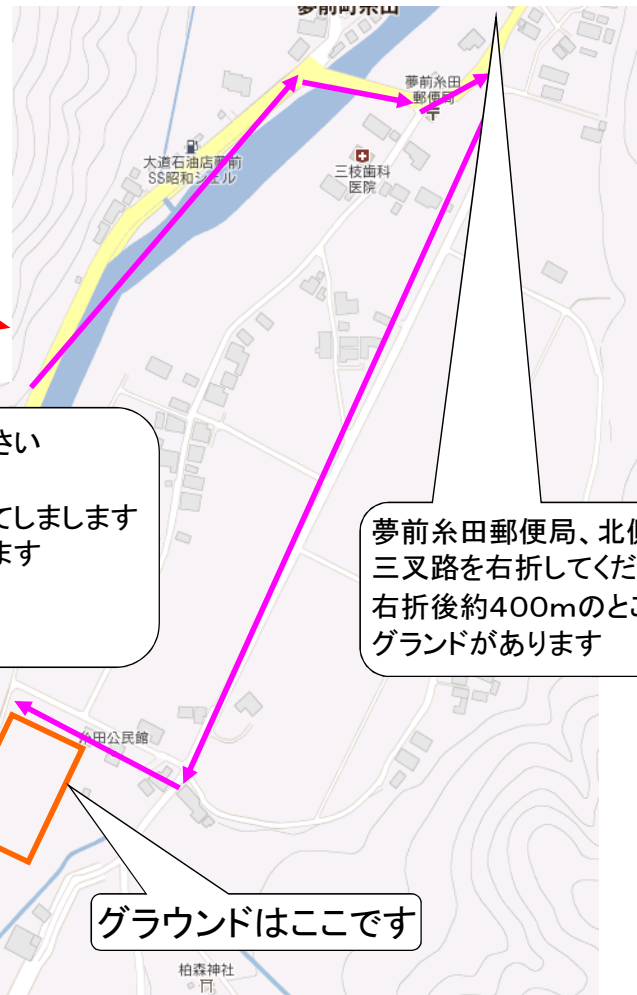 夢前町糸田
夢前糸田
郵便局
大道石油店夢前
SS昭和シェル
三枝歯科
医院
さい
てしまします
ます
夢前糸田郵便局、北側
三叉路を右折してくだ
右折後約400mのとこ
グランドがあります
糸田公民館
グラウンドはここです
柏森神社